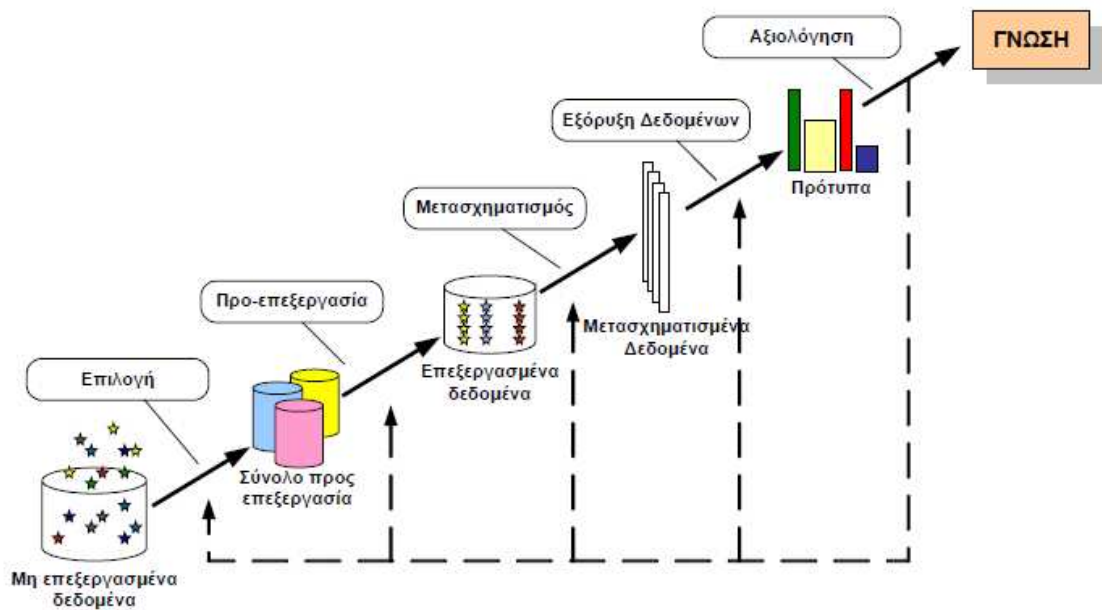 ΓΝΩΣΗ
Αξιολόγηση
Εξόρυξη Δεδομένων
Πρότυπα
Μετασχηματισμός
Μετασχηματισμένα
Δεδομένα
Προ-επεξεργασία
Επεξεργασμένα
δεδομένα
Επιλογή
Σύνολο προς
επεξεργασία
Μη επεξεργασμένα
δεδομένα